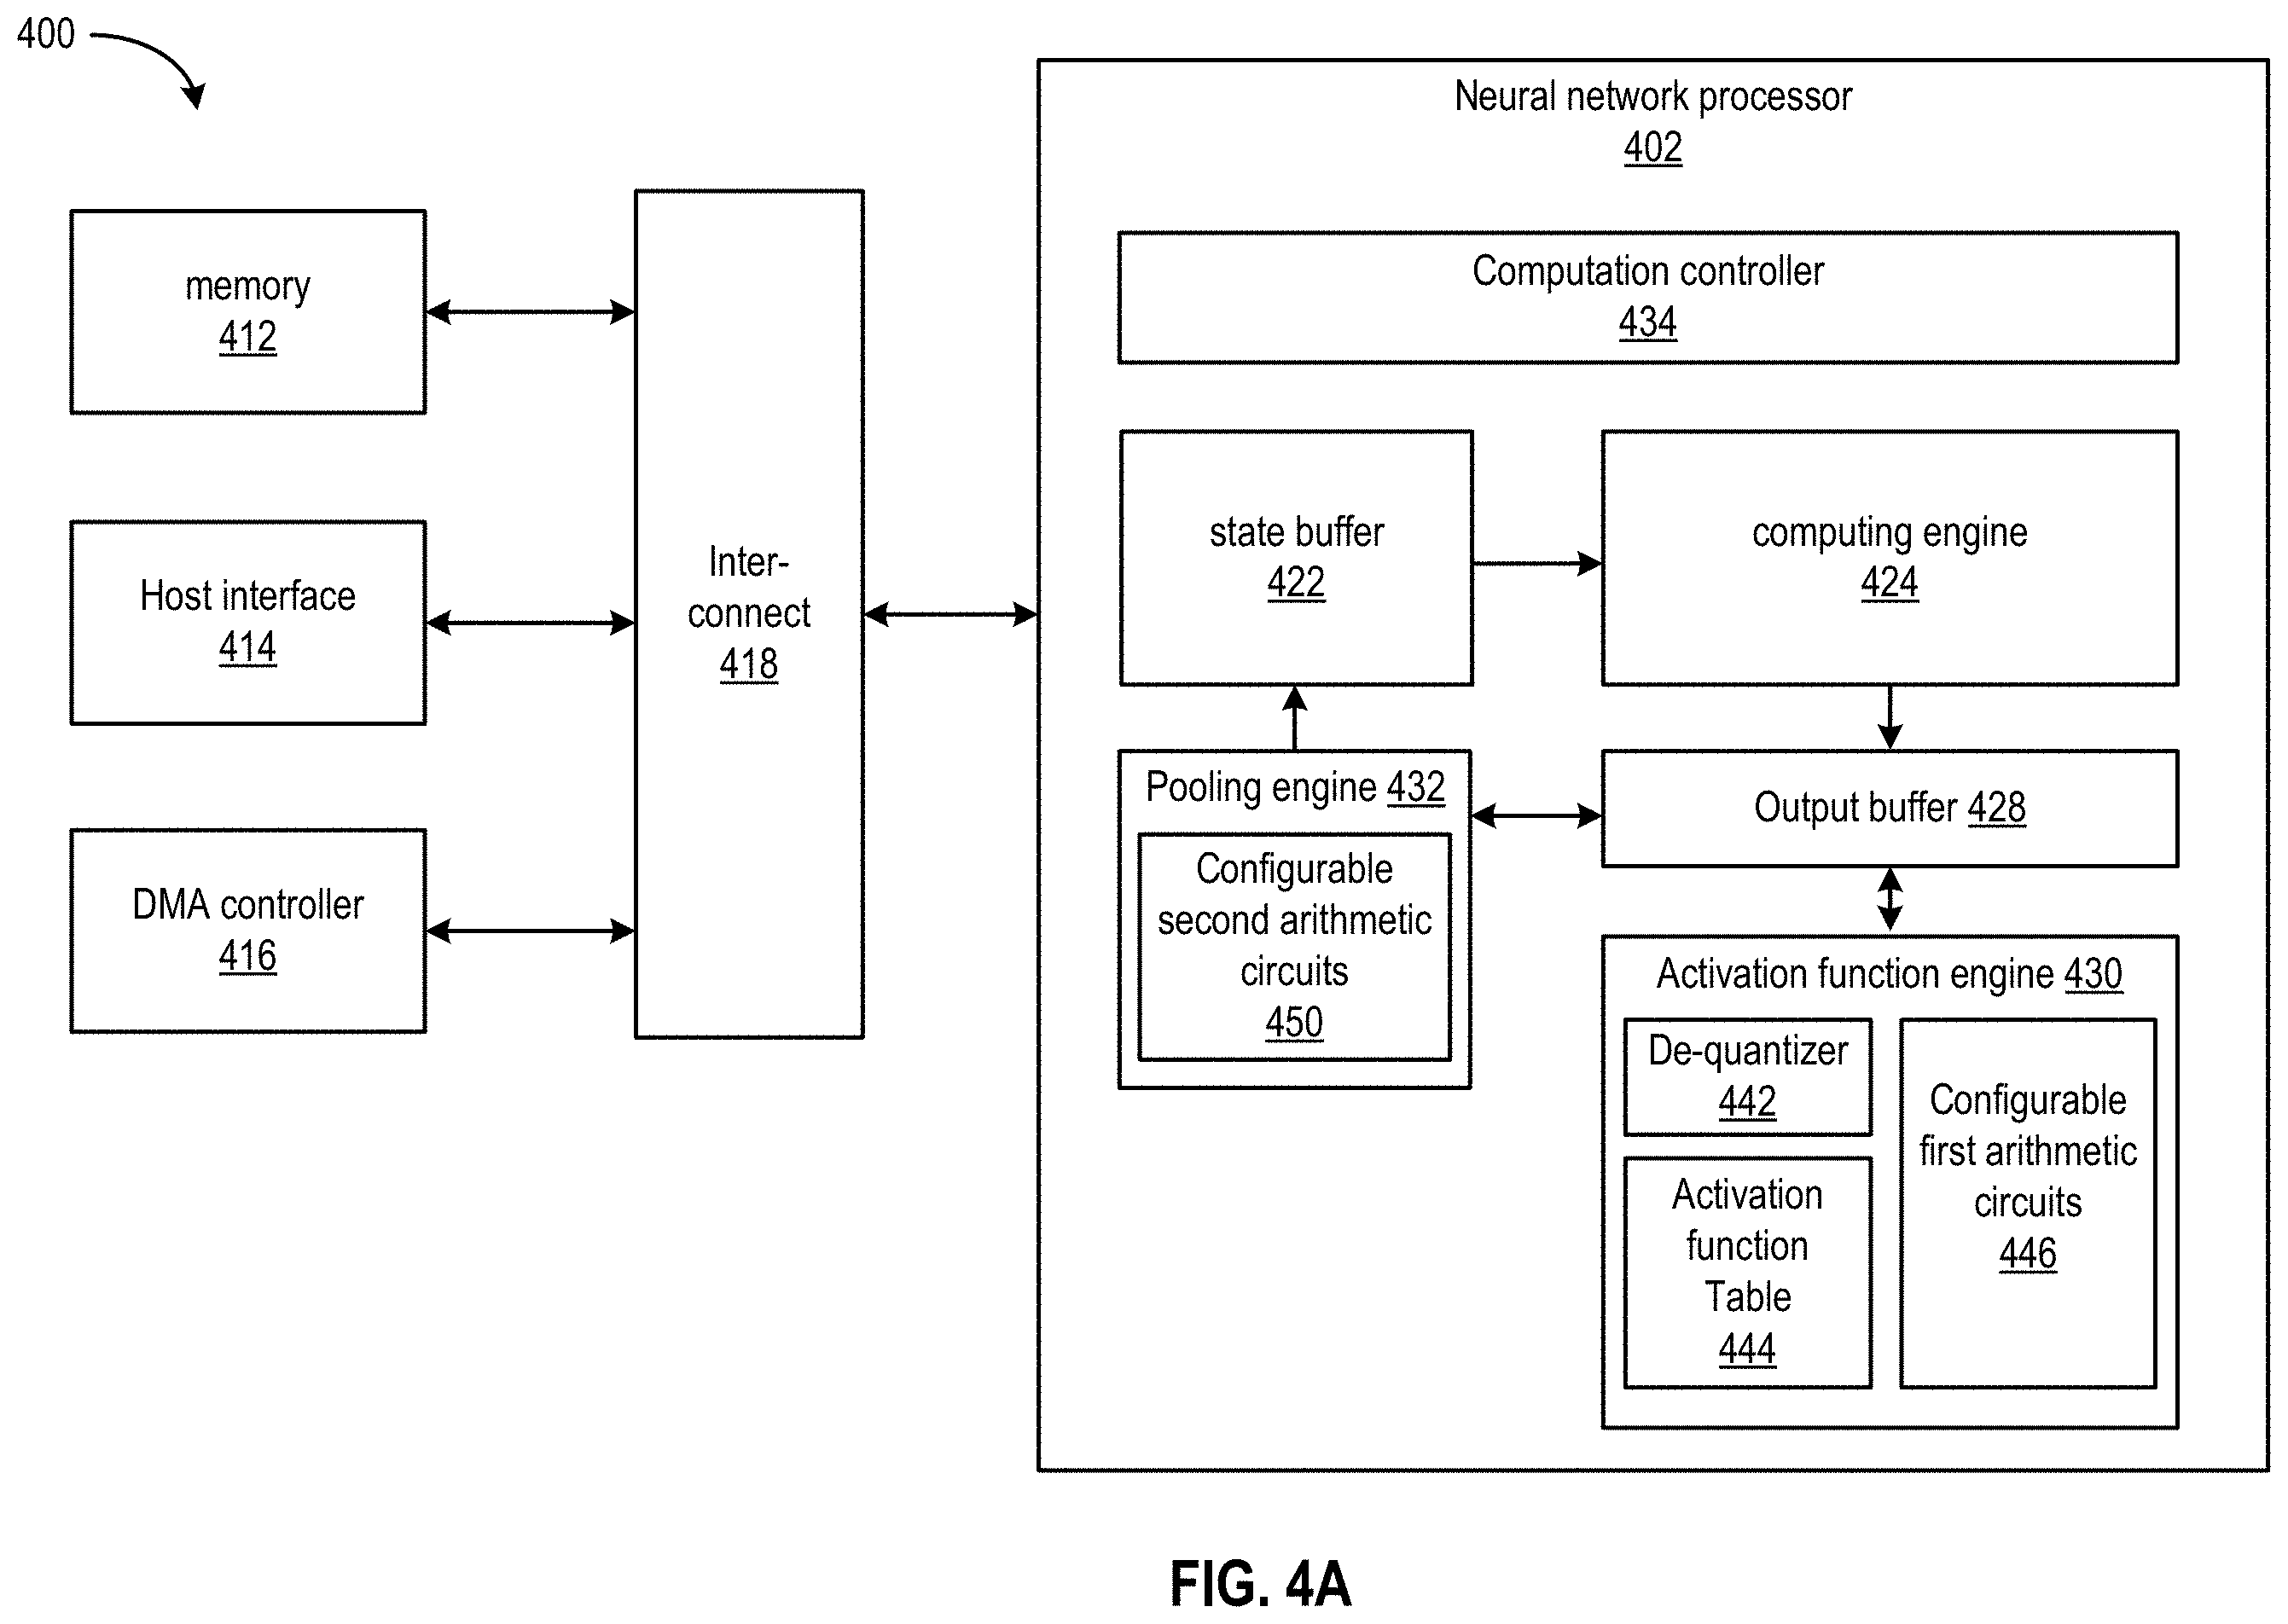 400
Neural network processor
402
Computation controller
434
memory
412
Host interface
414
DMA controller
416
Inter-
connect
418
state buffer
422
computing engine
424
Pooling engine 432
Configurable
second arithmetic
circuits
450
Output buffer 428
Activation function engine 430
De-quantizer
442
Activation
function
Table
444
Configurable
first arithmetic
circuits
446
FIG. 4A